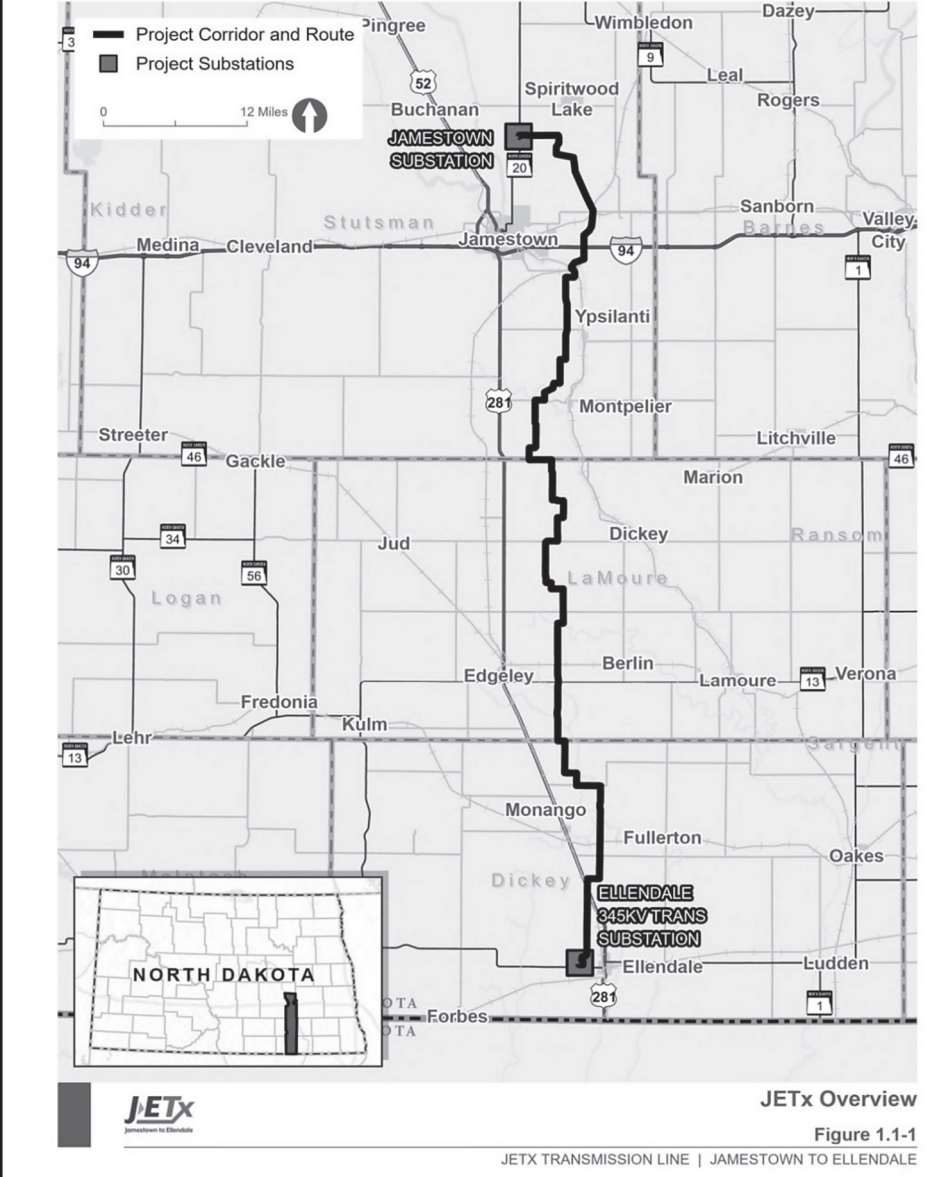 Pingree
Wimbledon
Dazey
3
Project Corridor and Route
Project Substations
0
12 Miles
52
9
Leal
Spiritwood
Lake
Rogers
Buchanan
JAMESTOWN
SUBSTATION
20
Kidder
Stutsman
Sanborn
Barnes
Valley
City
Jamestown
Medina
Cleveland
94
94
1
Ypsilanti
281
Montpelier
Streeter
Litchville
46
Gackle
46
Marion
34
Jud
Dickey
Ransom
30
56
LaMoure
Logan
Edgeley
Berlin
Lamoure
13
Verona
Fredonia
Kulm
Lehr
13
Sargent
Monango
Fullerton
Oakes
McIntosh
Dickey
ELLENDALE
345KV TRANS
SUBSTATION
NORTH DAKOTA
Ellendale
Ludden
281
1
OTA
Forbes
OTA
JETx Overview
JETx
Jamestown to Ellendale
Figure 1.1-1
JETX TRANSMISSION LINE | JAMESTOWN TO ELLENDALE